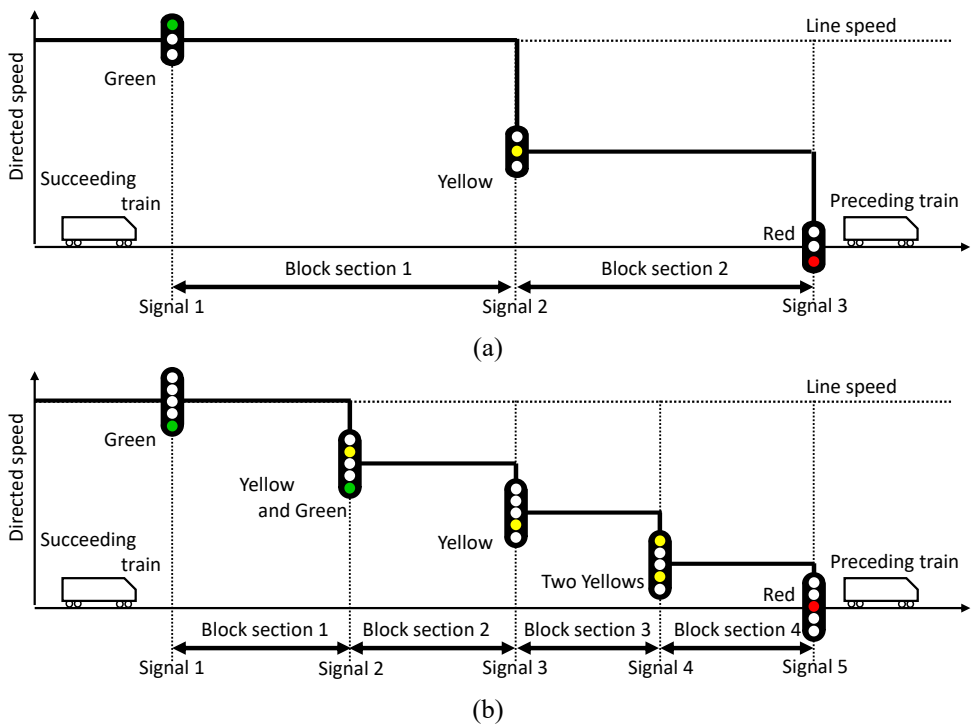 Line speed
Directed speed
Green
Yellow
Succeeding
train
Preceding train
Red
Block section 1
Block section 2
Signal 1
Signal 2
Signal 3
(a)
Line speed
Directed speed
Green
Yellow
and Green
Yellow
Succeeding
train
Two Yellows
Preceding train
Red
Block section 1
Block section 2
Block section 3
Block section 4
Signal 1
Signal 2
Signal 3
Signal 4
Signal 5
(b)